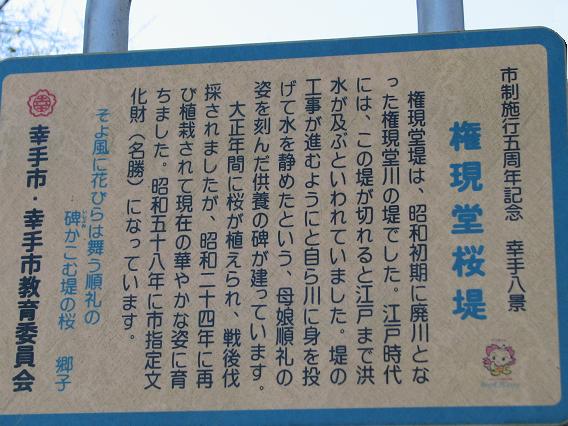 市制施行五周年記念　幸手八景
権現堂桜堤
権現堂堤は、昭和初期に廃川とな
った権現堂川の堤でした。江戸時代
には、この堤が切れると江戸まで洪
水が及ぶといわれていました。堤の
工事が進むようにと自ら川に身を投
げて水を静めたという、母娘順礼の
姿を刻んだ供養の碑が建っています。
大正年間に桜が植えられ、戦後伐
採されましたが、昭和二十四年に再
び植栽されて現在の華やかな姿に育
ちました。昭和五十八年に市指定文
化財（名勝）になっています。
そよ風に花びらは舞う順礼の
碑かこむ堤の桜　郷子
幸手市・幸手市教育委員会